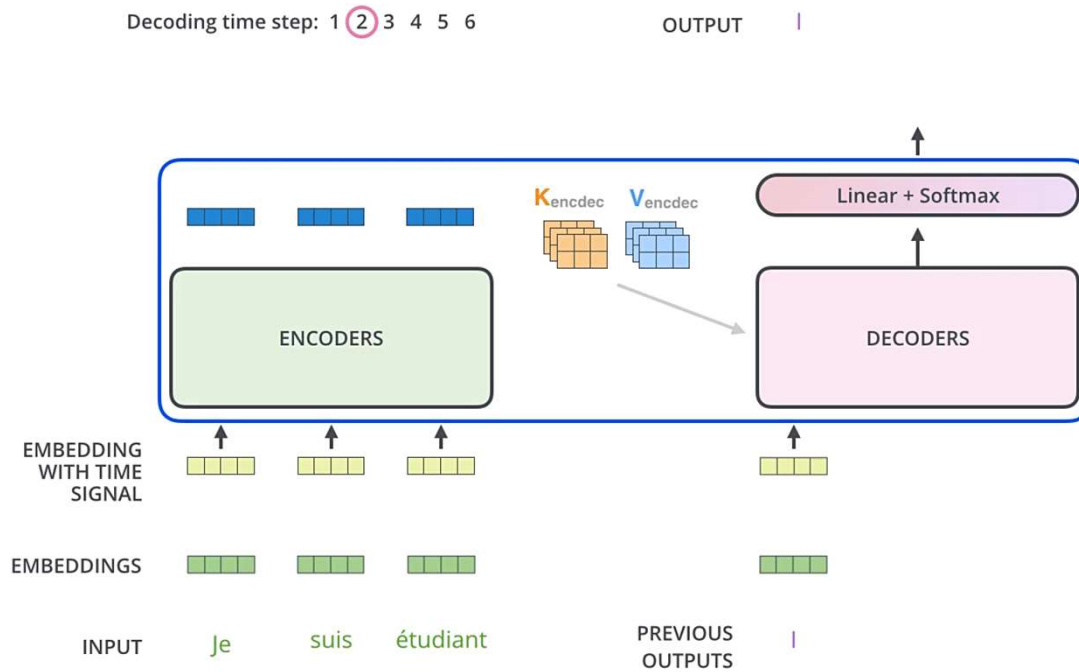 Decoding time step: 1 2 3 4 5 6
OUTPUT I
Kencdec Vencdec
Linear + Softmax
ENCODERS
DECODERS
EMBEDDING
WITH TIME
SIGNAL
EMBEDDINGS
INPUT Je suis étudiant
PREVIOUS
OUTPUTS I